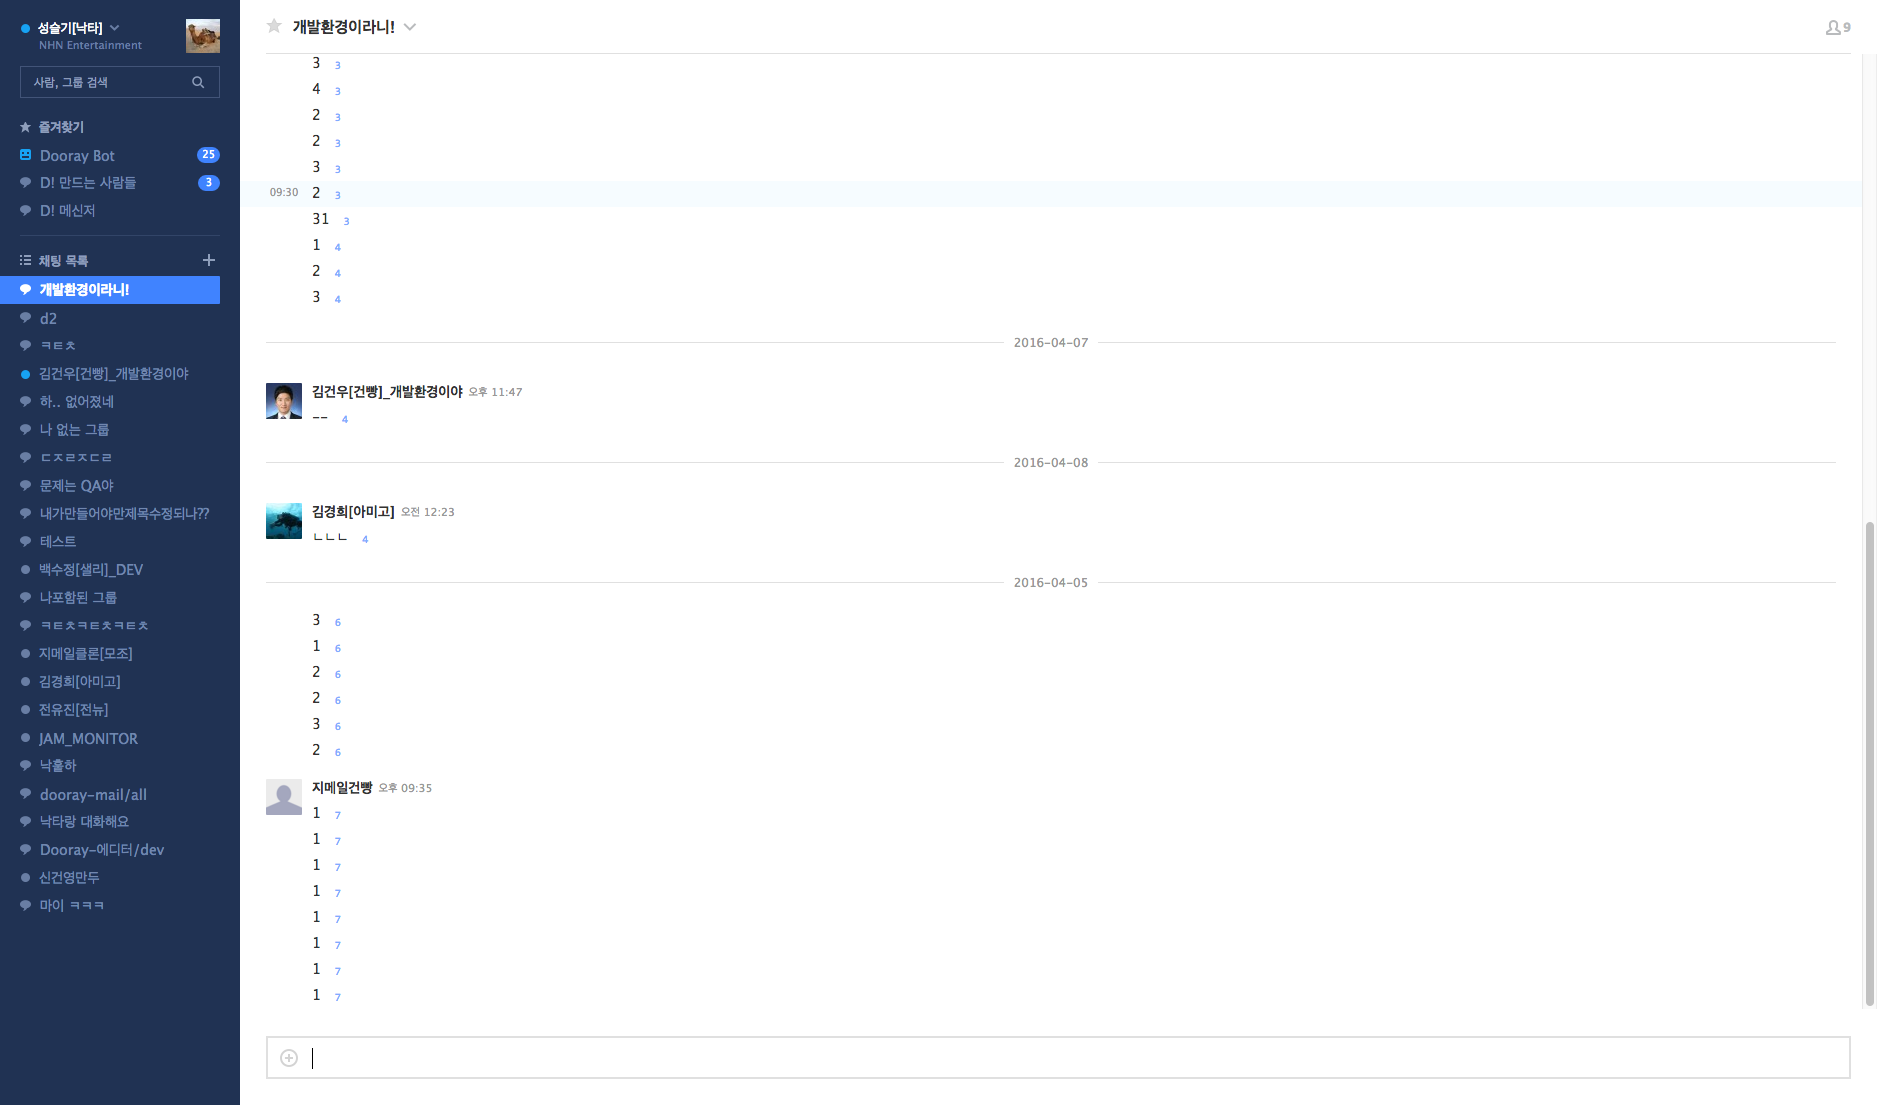 성슬기[낙타]
NHN Entertainment
사람, 그룹 검색
즐겨찾기
Dooray Bot 25
D! 만드는 사람들 3
D! 메신저
채팅 목록
개발환경이라니!
d2
ㅋㅌㅊ
김건우[건빵]_개발환경이야
하.. 없어졌네
나 없는 그룹
ㄷㅈㄹㅈㄷㄹ
문제는 QA야
내가만들어야만제목수정되나??
테스트
백수정[샐리]_DEV
나포함된 그룹
ㅋㅌㅊㅋㅌㅊㅋㅌㅊ
지메일클론[모조]
김경희[아미고]
전유진[전뉴]
JAM_MONITOR
낙홀하
dooray-mail/all
낙타랑 대화해요
Dooray-에디터/dev
신건영만두
마이 ㅋㅋㅋ
개발환경이라니!
9
3 3
4 3
2 3
2 3
3 3
09:30 2 3
31 3
1 4
2 4
3 4
2016-04-07
김건우[건빵]_개발환경이야 오후 11:47
-- 4
2016-04-08
김경희[아미고] 오전 12:23
ㄴㄴㄴ 4
2016-04-05
3 6
1 6
2 6
2 6
3 6
2 6
지메일건빵 오후 09:35
1 7
1 7
1 7
1 7
1 7
1 7
1 7
1 7